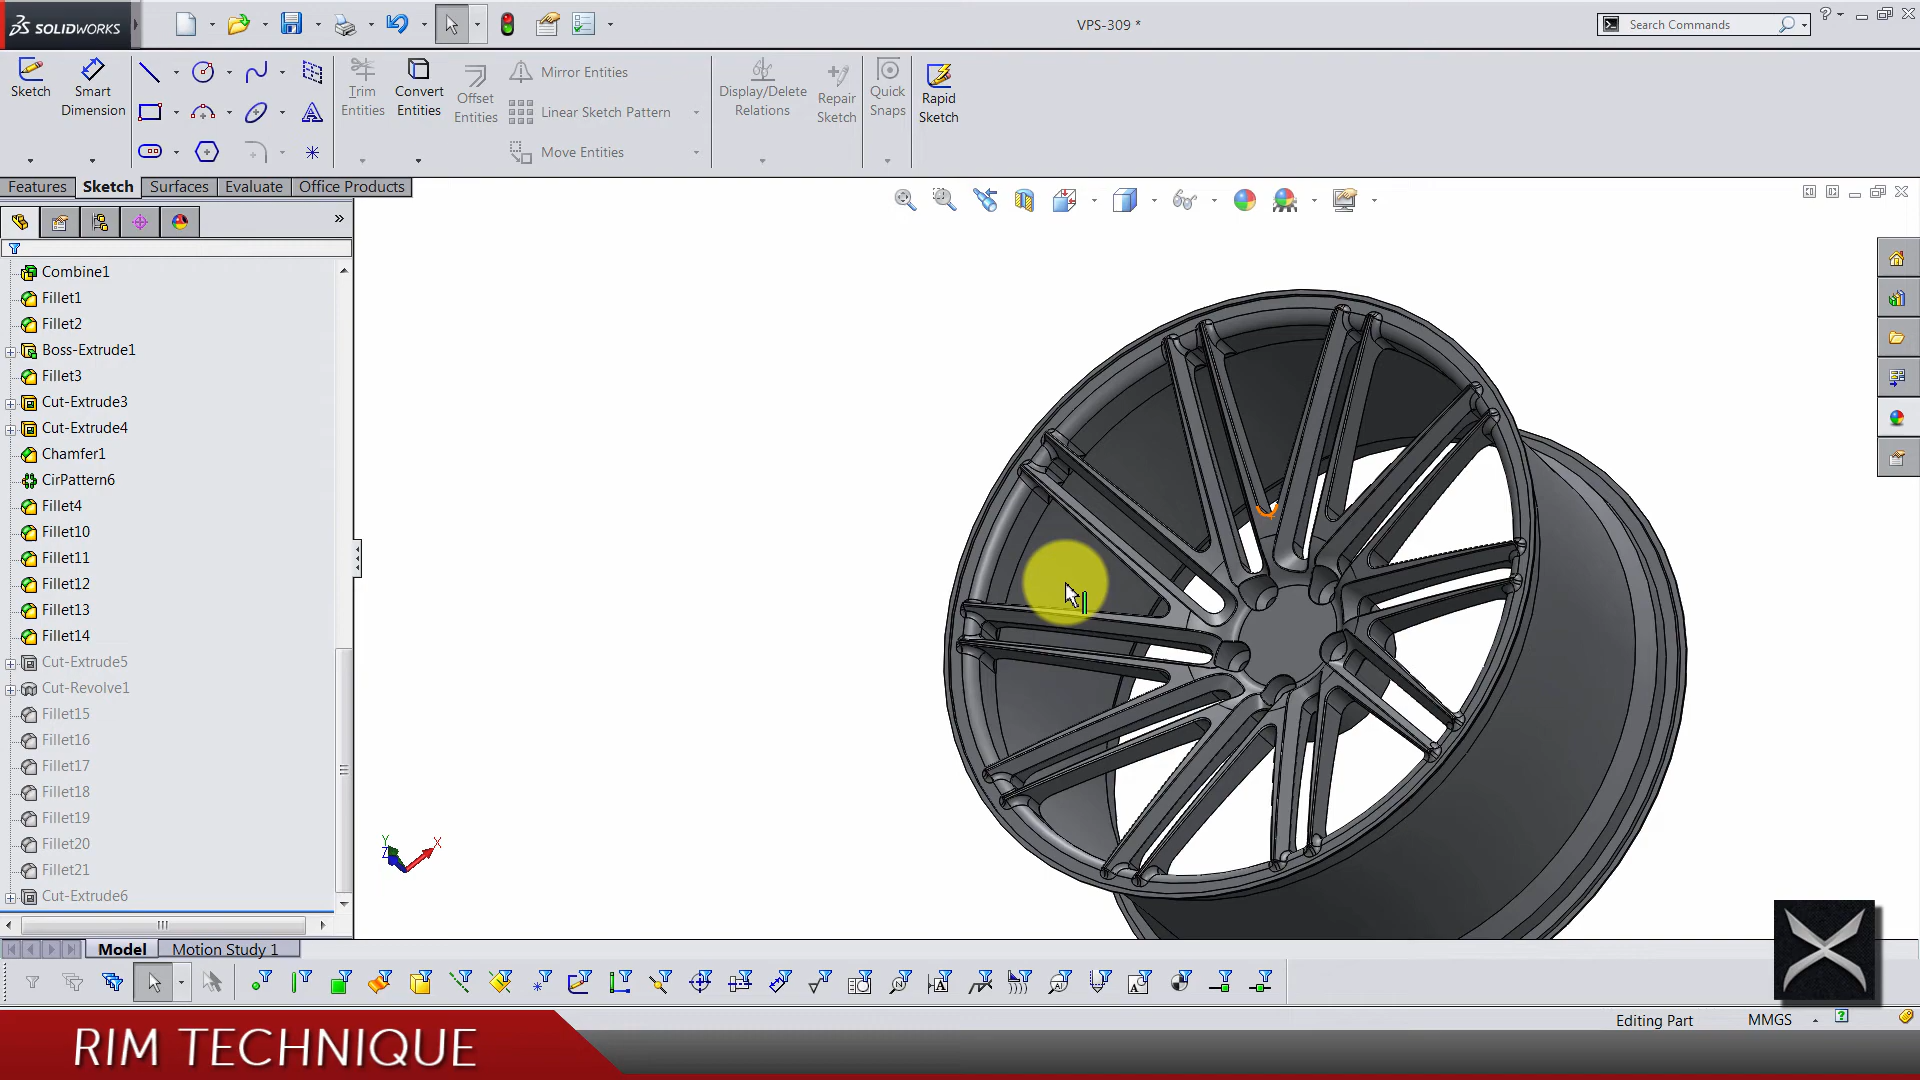 SOLIDWORKS
VPS-309 *
Search Commands
Sketch
Smart Dimension
Trim Entities
Convert Entities
Offset Entities
Mirror Entities
Linear Sketch Pattern
Move Entities
Display/Delete Relations
Repair Sketch
Quick Snaps
Rapid Sketch
Features
Sketch
Surfaces
Evaluate
Office Products
Combine1
Fillet1
Fillet2
Boss-Extrude1
Fillet3
Cut-Extrude3
Cut-Extrude4
Chamfer1
CirPattern6
Fillet4
Fillet10
Fillet11
Fillet12
Fillet13
Fillet14
Cut-Extrude5
Cut-Revolve1
Fillet15
Fillet16
Fillet17
Fillet18
Fillet19
Fillet20
Fillet21
Cut-Extrude6
Y
Z
X
Model
Motion Study 1
Editing Part
MMGS
RIM TECHNIQUE